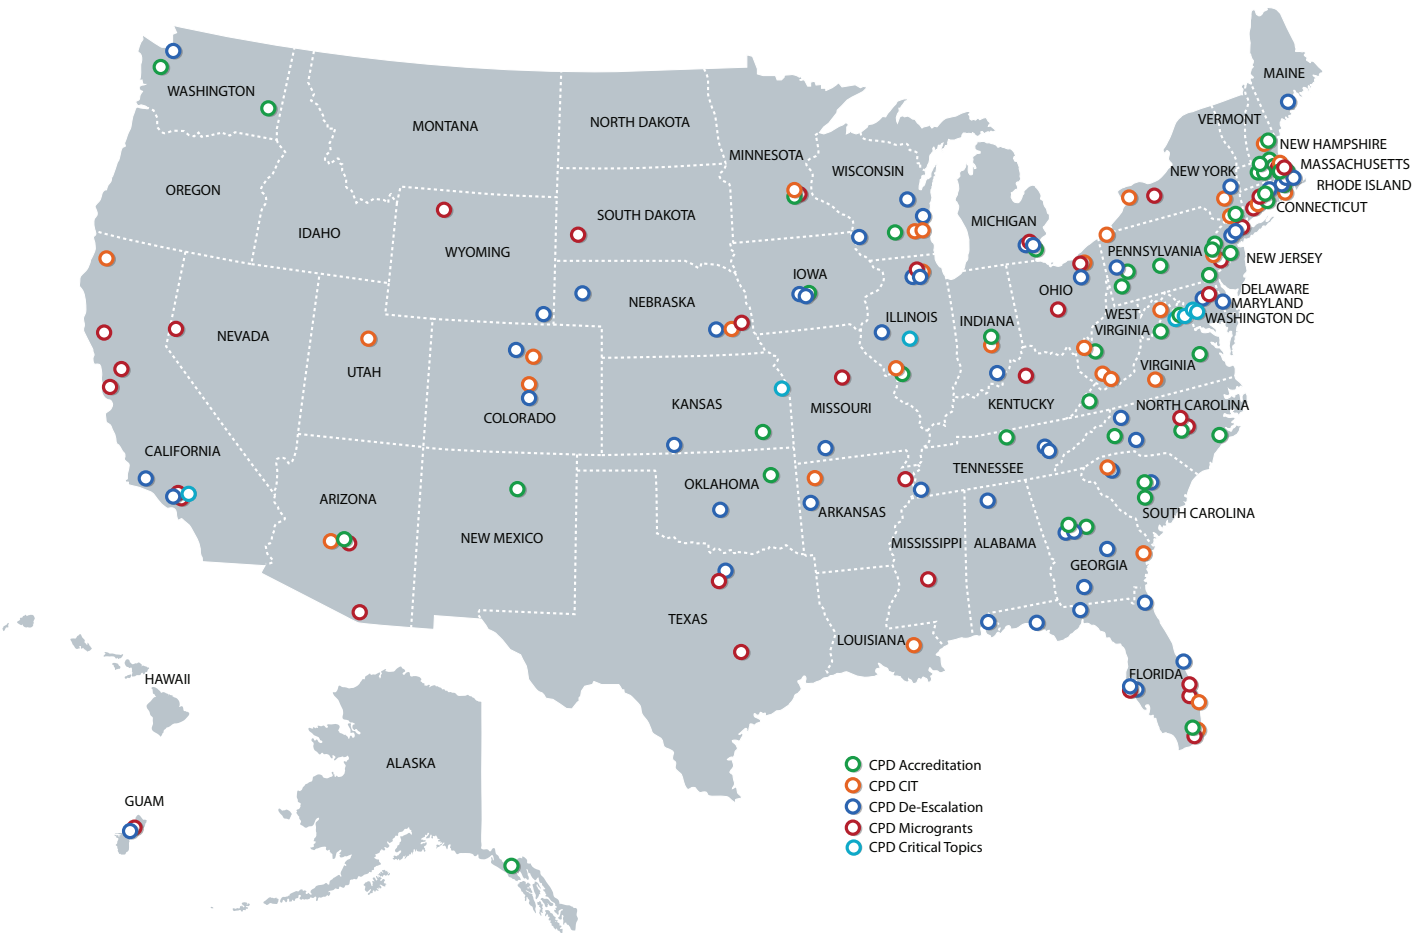 MAINE
WASHINGTON
VERMONT
MONTANA
NORTH DAKOTA
NEW HAMPSHIRE
MINNESOTA
MASSACHUSETTS
WISCONSIN
NEW YORK
RHODE ISLAND
OREGON
CONNECTICUT
SOUTH DAKOTA
MICHIGAN
IDAHO
WYOMING
PENNSYLVANIA
NEW JERSEY
IOWA
OHIO
DELAWARE
NEBRASKA
MARYLAND
ILLINOIS
INDIANA
WEST
VIRGINIA
WASHINGTON DC
NEVADA
UTAH
VIRGINIA
COLORADO
KANSAS
MISSOURI
KENTUCKY
NORTH CAROLINA
CALIFORNIA
TENNESSEE
ARIZONA
OKLAHOMA
ARKANSAS
SOUTH CAROLINA
NEW MEXICO
MISSISSIPPI
ALABAMA
GEORGIA
TEXAS
LOUISIANA
FLORIDA
HAWAII
ALASKA
GUAM
CPD Accreditation
CPD CIT
CPD De-Escalation
CPD Microgrants
CPD Critical Topics